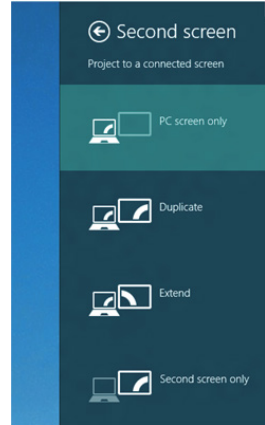 Second screen
Project to a connected screen
PC screen only
Duplicate
Extend
Second screen only